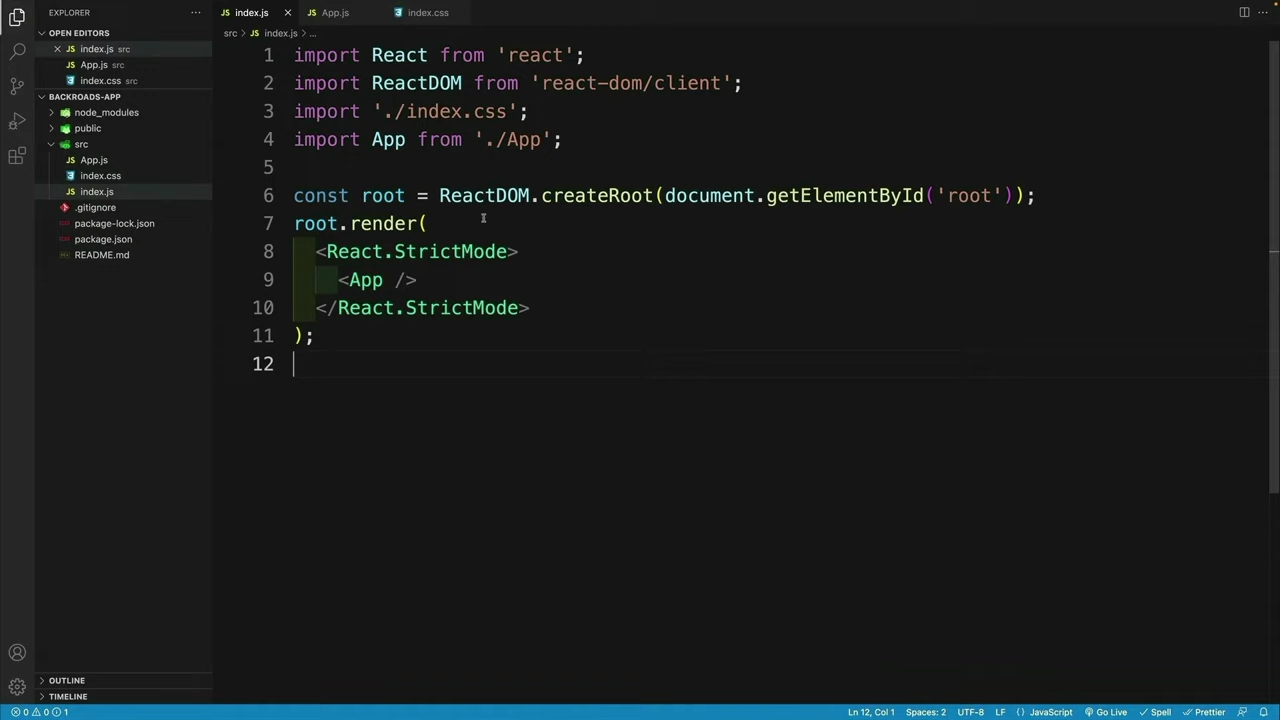 EXPLORER
OPEN EDITORS
index.js src
App.js src
index.css src
BACKROADS-APP
node_modules
public
src
App.js
index.css
index.js
.gitignore
package-lock.json
package.json
README.md
OUTLINE
TIMELINE
index.js App.js index.css
src > index.js > ...
1 import React from 'react';
2 import ReactDOM from 'react-dom/client';
3 import './index.css';
4 import App from './App';
5
6 const root = ReactDOM.createRoot(document.getElementById('root'));
7 root.render(
8 <React.StrictMode>
9 <App />
10 </React.StrictMode>
11 );
12
0 0 1 Ln 12, Col 1 Spaces: 2 UTF-8 LF {} JavaScript Go Live Spell Prettier